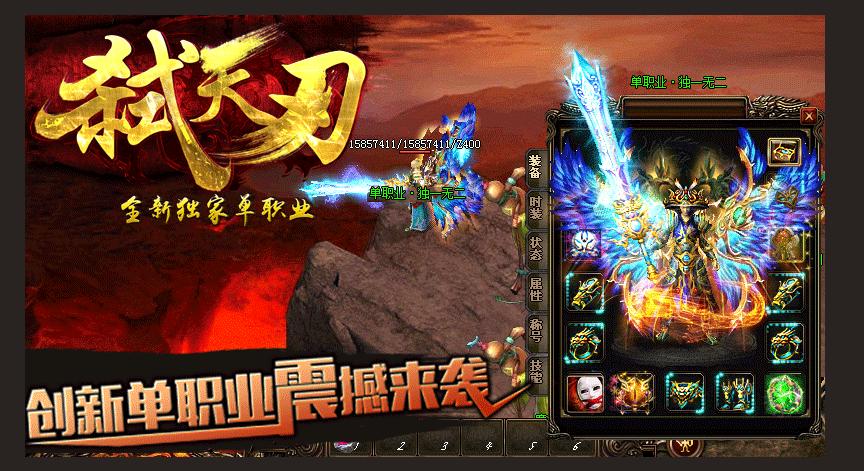 弑天刃
全新独家单职业
15857411/15857411/Z400
单职业·独一无二
单职业·独一无二
装备
时装
状态
属性
称号
技能
创新单职业震撼来袭
1 2 3 4 5 6